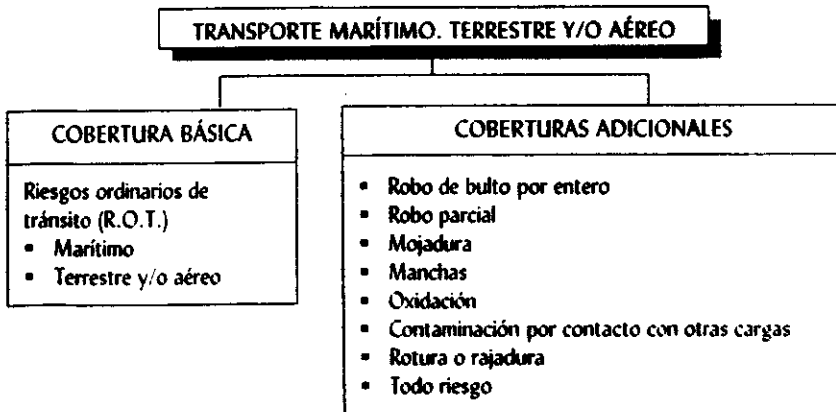 TRANSPORTE MARÍTIMO. TERRESTRE Y/O AÉREO
COBERTURA BÁSICA
Riesgos ordinarios de
tránsito (R.O.T.)
▪ Marítimo
▪ Terrestre y/o aéreo
COBERTURAS ADICIONALES
▪ Robo de bulto por entero
▪ Robo parcial
▪ Mojadura
▪ Manchas
▪ Oxidación
▪ Contaminación por contacto con otras cargas
▪ Rotura o rajadura
▪ Todo riesgo